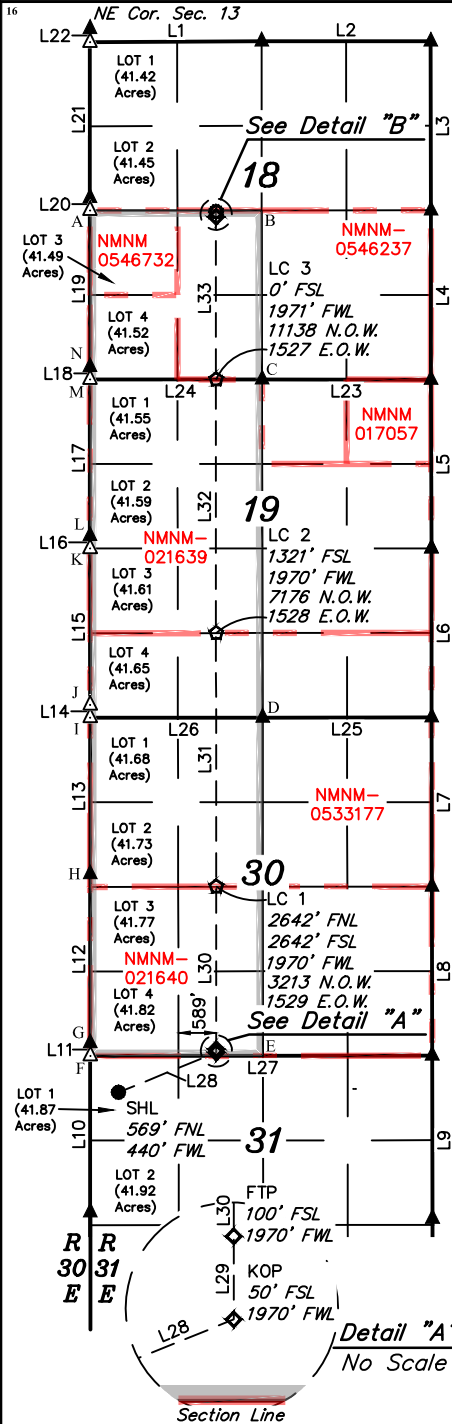 16
NE Cor. Sec. 13
L22
L1
L2
LOT 1
(41.42
Acres)
L21
L3
LOT 2
(41.45
Acres)
See Detail "B"
18
L20
A
B
LOT 3
(41.49
Acres)
NMNM
0546732
NMNM-
0546237
L19
L33
L4
LC 3
0' FSL
1971' FWL
11138 N.O.W.
1527 E.O.W.
LOT 4
(41.52
Acres)
N
C
L18
M
L24
L23
LOT 1
(41.55
Acres)
NMNM
017057
L17
L5
LOT 2
(41.59
Acres)
L32
19
L
L16
K
NMNM-
021639
LC 2
1321' FSL
1970' FWL
7176 N.O.W.
1528 E.O.W.
LOT 3
(41.61
Acres)
L15
L6
LOT 4
(41.65
Acres)
J
L14
I
D
L26
L25
LOT 1
(41.68
Acres)
L31
L13
L7
NMNM-
0533177
LOT 2
(41.73
Acres)
H
30
LC 1
2642' FNL
2642' FSL
1970' FWL
3213 N.O.W.
1529 E.O.W.
LOT 3
(41.77
Acres)
NMNM-
021640
L12
L30
L8
LOT 4
(41.82
Acres)
589'
See Detail "A"
G
L11
F
E
L27
L28
LOT 1
(41.87
Acres)
SHL
569' FNL
440' FWL
31
L10
L9
LOT 2
(41.92
Acres)
L30
FTP
100' FSL
1970' FWL
R R
30 31
E E
L29
KOP
50' FSL
1970' FWL
L28
Detail "A"
No Scale
Section Line